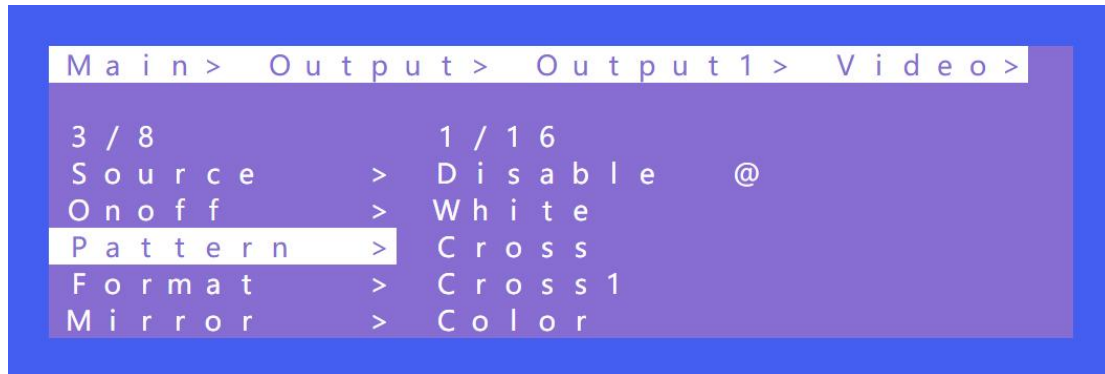 Main> Output> Output1> Video>
3/8 1/16
Source > Disable @
Onoff > White
Pattern > Cross
Format > Cross1
Mirror > Color